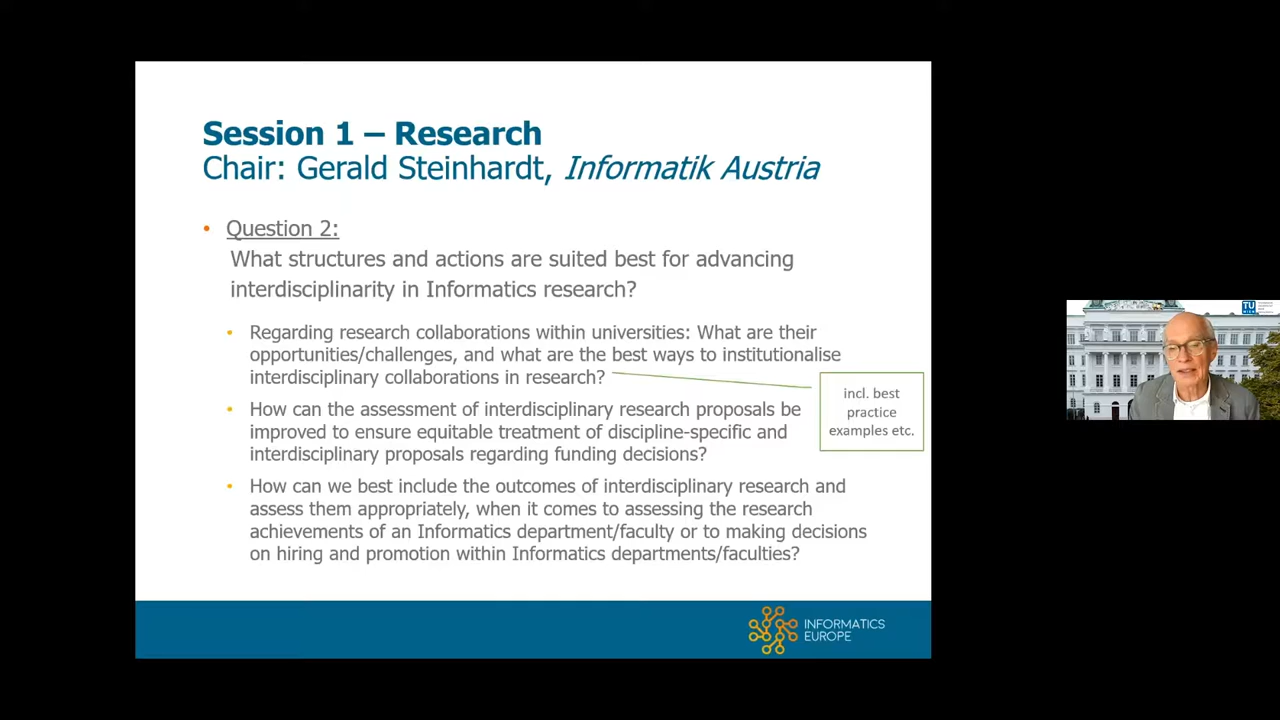 Session 1 – Research
Chair: Gerald Steinhardt, Informatik Austria
• Question 2:
What structures and actions are suited best for advancing
interdisciplinarity in Informatics research?
• Regarding research collaborations within universities: What are their
opportunities/challenges, and what are the best ways to institutionalise
interdisciplinary collaborations in research?
incl. best
practice
examples etc.
• How can the assessment of interdisciplinary research proposals be
improved to ensure equitable treatment of discipline-specific and
interdisciplinary proposals regarding funding decisions?
• How can we best include the outcomes of interdisciplinary research and
assess them appropriately, when it comes to assessing the research
achievements of an Informatics department/faculty or to making decisions
on hiring and promotion within Informatics departments/faculties?
INFORMATICS
EUROPE
TU